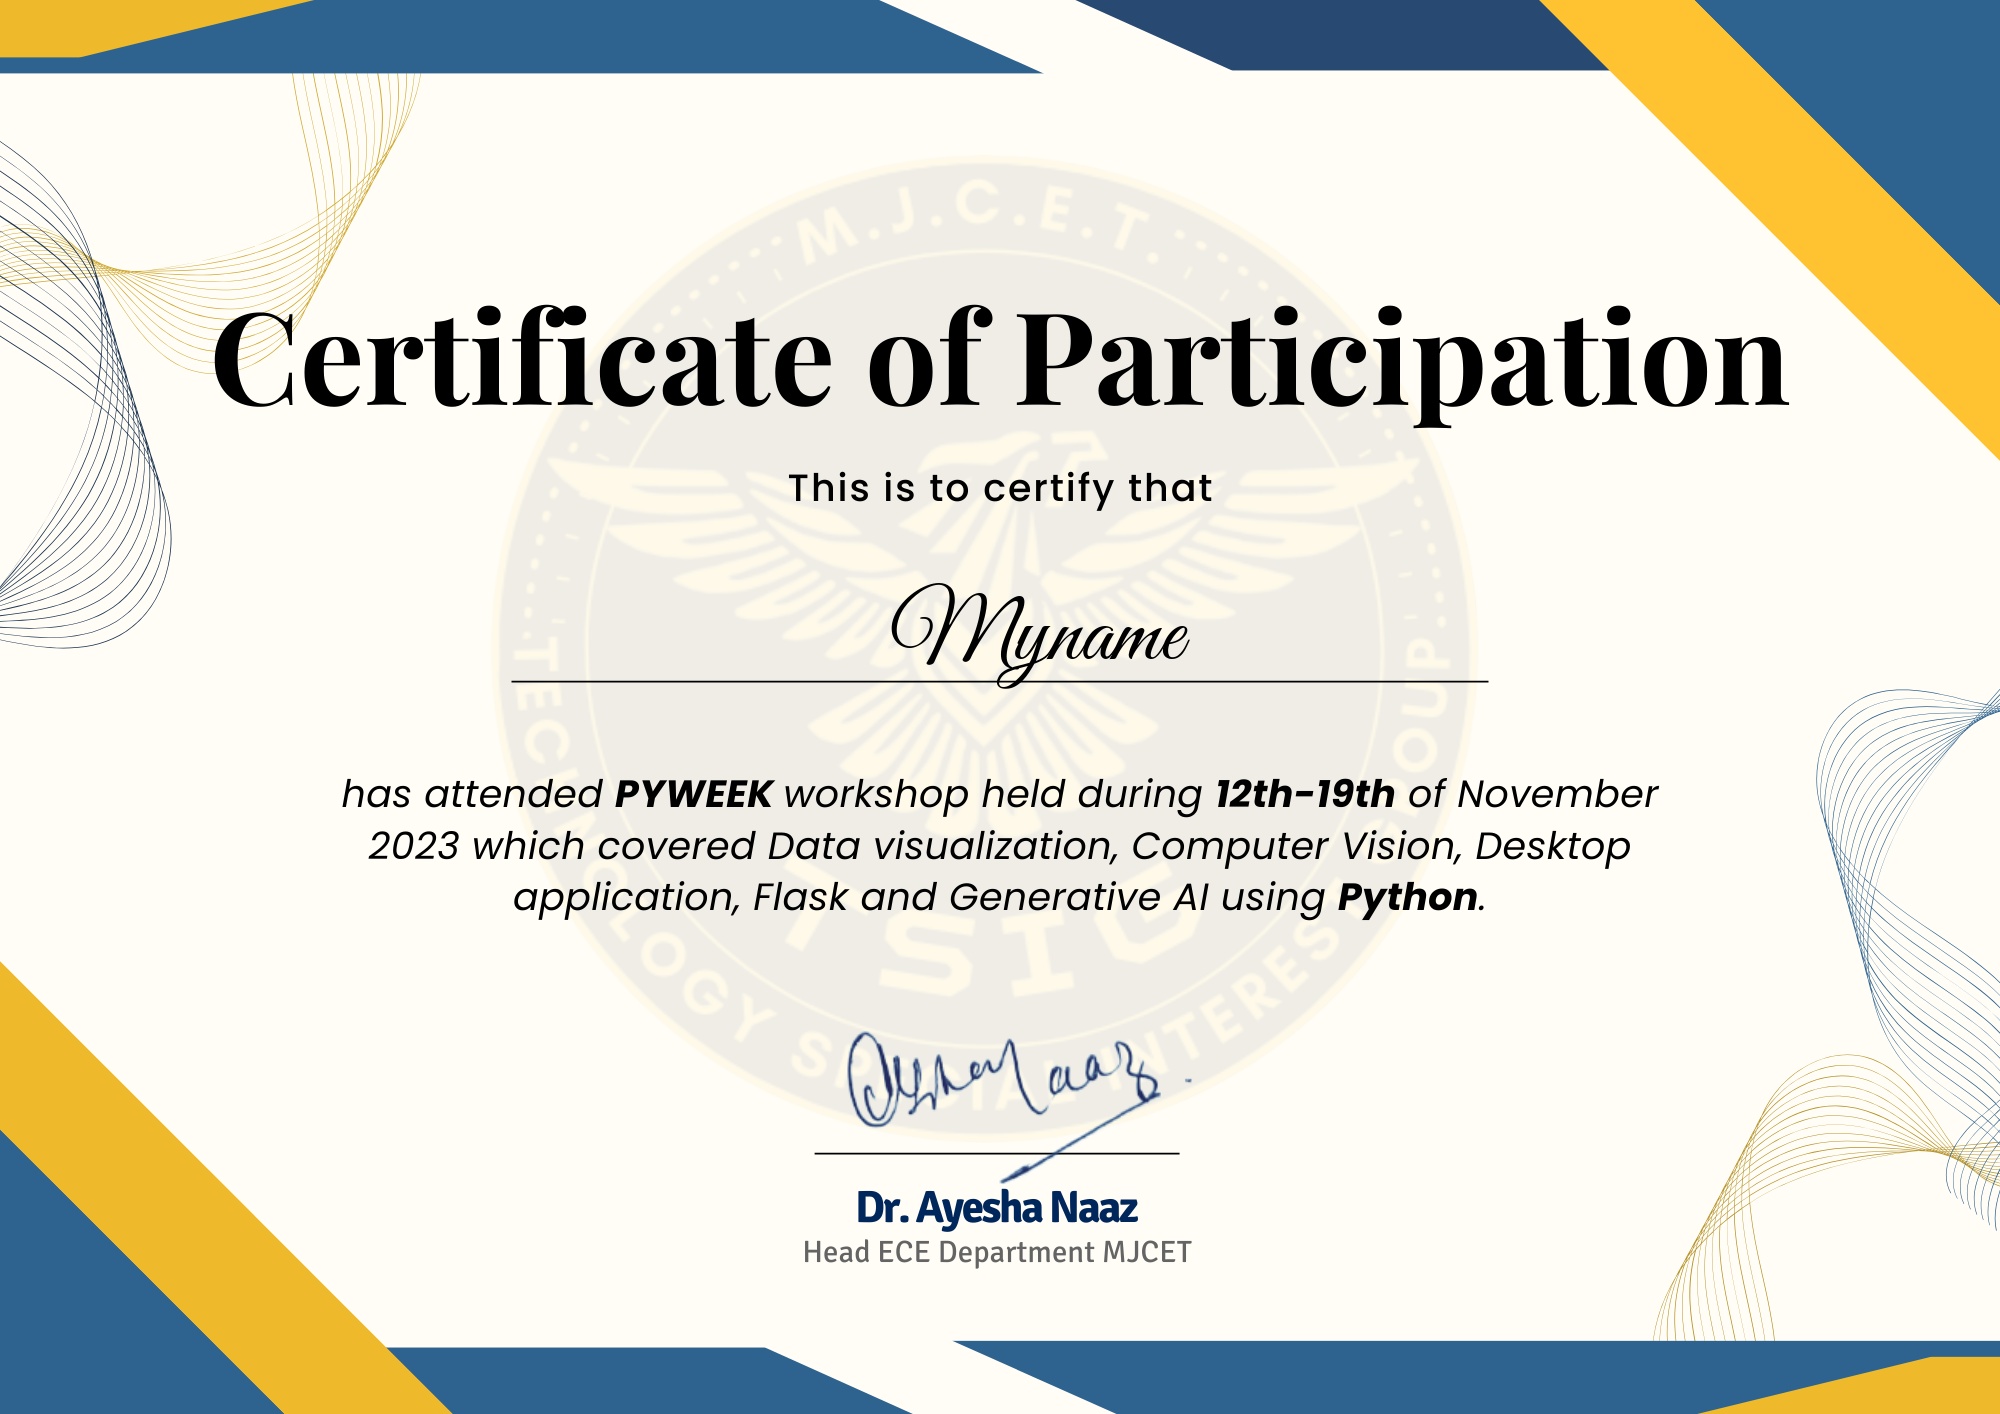 M.J.C.E.T.
Certificate of Participation
This is to certify that
Myname
has attended PYWEEK workshop held during 12th-19th of November
2023 which covered Data visualization, Computer Vision, Desktop
application, Flask and Generative AI using Python.
TSIG
TECHNOLOGY SPECIAL INTEREST GROUP
Ayesha Naaz
Dr. Ayesha Naaz
Head ECE Department MJCET